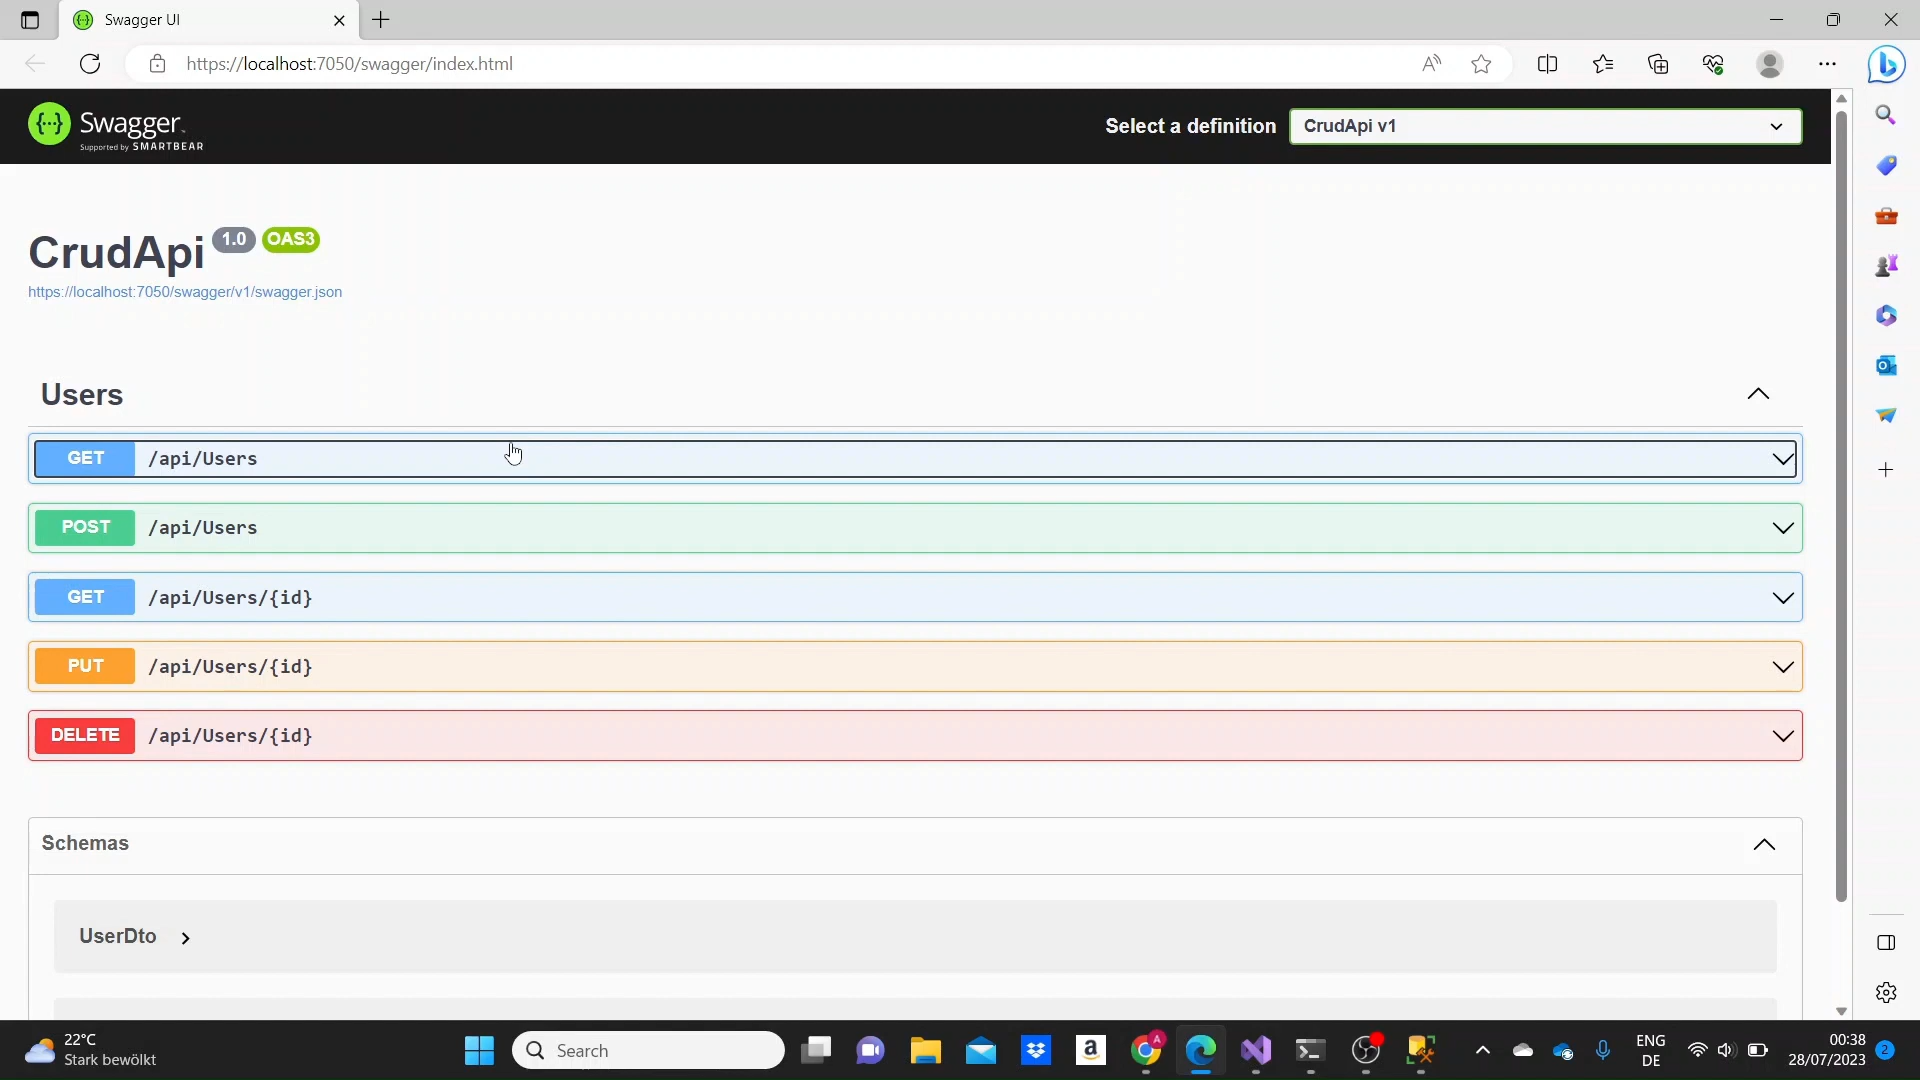 Swagger UI
https://localhost:7050/swagger/index.html
Swagger
Supported by SMARTBEAR
Select a definition
CrudApi v1
CrudApi 1.0 OAS3
https://localhost:7050/swagger/v1/swagger.json
Users
GET /api/Users
POST /api/Users
GET /api/Users/{id}
PUT /api/Users/{id}
DELETE /api/Users/{id}
Schemas
UserDto
22°C
Stark bewölkt
Search
ENG
DE
00:38
28/07/2023
2